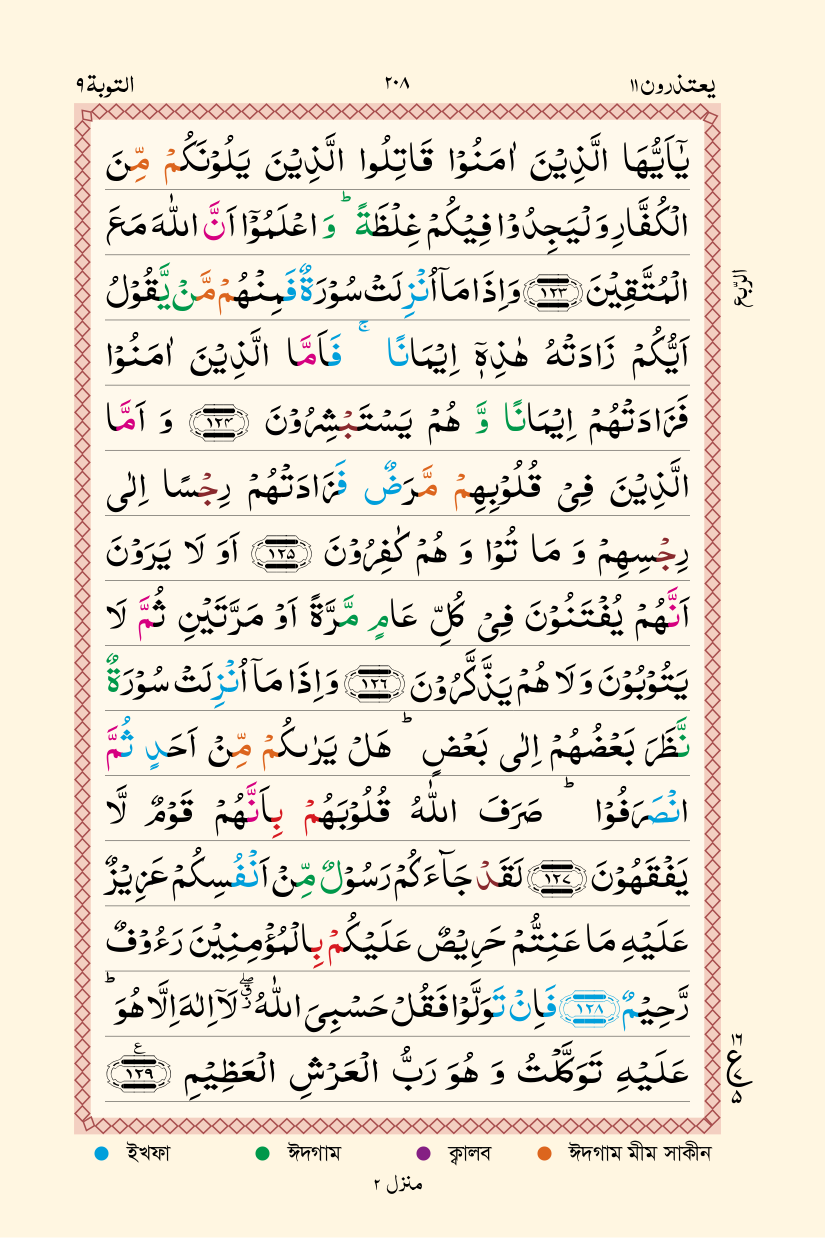 يعتذرون ١١ ٢٠٨ التوبة ٩
يٰٓاَيُّهَا الَّذِيْنَ اٰمَنُوْا قَاتِلُوا الَّذِيْنَ يَلُوْنَكُمْ مِّنَ
الْكُفَّارِ وَلْيَجِدُوْا فِيْكُمْ غِلْظَةً ؕ وَ اعْلَمُوْۤا اَنَّ اللّٰهَ مَعَ
الْمُتَّقِيْنَ ﴿١٢٣﴾ وَاِذَا مَاۤ اُنْزِلَتْ سُوْرَةٌ فَمِنْهُمْ مَّنْ يَّقُوْلُ
اَيُّكُمْ زَادَتْهُ هٰذِهٖۤ اِيْمَانًا ۚ فَاَمَّا الَّذِيْنَ اٰمَنُوْا
فَزَادَتْهُمْ اِيْمَانًا وَّ هُمْ يَسْتَبْشِرُوْنَ ﴿١٢٤﴾ وَ اَمَّا
الَّذِيْنَ فِىْ قُلُوْبِهِمْ مَّرَضٌ فَزَادَتْهُمْ رِجْسًا اِلٰى
رِجْسِهِمْ وَ مَا تُوْا وَ هُمْ كٰفِرُوْنَ ﴿١٢٥﴾ اَوَ لَا يَرَوْنَ
اَنَّهُمْ يُفْتَنُوْنَ فِىْ كُلِّ عَامٍ مَّرَّةً اَوْ مَرَّتَيْنِ ثُمَّ لَا
يَتُوْبُوْنَ وَلَا هُمْ يَذَّكَّرُوْنَ ﴿١٢٦﴾ وَاِذَا مَاۤ اُنْزِلَتْ سُوْرَةٌ
نَّظَرَ بَعْضُهُمْ اِلٰى بَعْضٍ ؕ هَلْ يَرٰٮكُمْ مِّنْ اَحَدٍ ثُمَّ
انْصَرَفُوْا ؕ صَرَفَ اللّٰهُ قُلُوْبَهُمْ بِاَنَّهُمْ قَوْمٌ لَّا
يَفْقَهُوْنَ ﴿١٢٧﴾ لَقَدْ جَآءَكُمْ رَسُوْلٌ مِّنْ اَنْفُسِكُمْ عَزِيْزٌ
عَلَيْهِ مَا عَنِتُّمْ حَرِيْصٌ عَلَيْكُمْ بِالْمُؤْمِنِيْنَ رَءُوْفٌ
رَّحِيْمٌ ﴿١٢٨﴾ فَاِنْ تَوَلَّوْا فَقُلْ حَسْبِىَ اللّٰهُ لَاۤ اِلٰهَ اِلَّا هُوَ ؕ
عَلَيْهِ تَوَكَّلْتُ وَ هُوَ رَبُّ الْعَرْشِ الْعَظِيْمِ ﴿١٢٩﴾
الربع
١٦
ع
٧
٥
ইখফা ঈদগাম ক্বালব ঈদগাম মীম সাকীন
منزل ٢